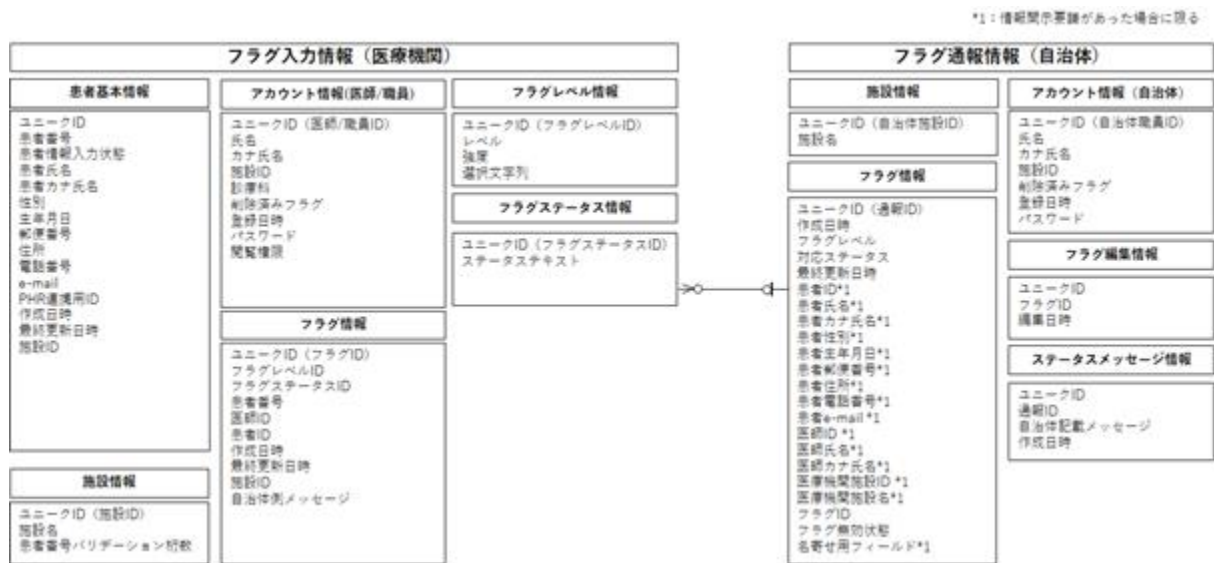 *1：情報開示要請があった場合に限る
フラグ入力情報（医療機関）
患者基本情報
ユニークID
患者番号
患者情報入力状態
患者氏名
患者カナ氏名
性別
生年月日
郵便番号
住所
電話番号
e-mail
PHR連携用ID
作成日時
最終更新日時
施設ID
施設情報
ユニークID（施設ID）
施設名
患者番号バリデーション桁数
アカウント情報(医師/職員)
ユニークID（医師/職員ID）
氏名
カナ氏名
施設ID
診療科
削除済みフラグ
登録日時
パスワード
閲覧権限
フラグ情報
ユニークID（フラグID）
フラグレベルID
フラグステータスID
患者番号
医師ID
患者ID
作成日時
最終更新日時
施設ID
自治体側メッセージ
フラグレベル情報
ユニークID（フラグレベルID）
レベル
強度
選択文字列
フラグステータス情報
ユニークID（フラグステータスID）
ステータステキスト
フラグ通報情報（自治体）
施設情報
ユニークID（自治体施設ID）
施設名
フラグ情報
ユニークID（通報ID）
作成日時
フラグレベル
対応ステータス
最終更新日時
患者ID*1
患者氏名*1
患者カナ氏名*1
患者性別*1
患者生年月日*1
患者郵便番号*1
患者住所*1
患者電話番号*1
患者e-mail *1
医師ID *1
医師氏名*1
医師カナ氏名*1
医療機関施設ID *1
医療機関施設名*1
フラグID
フラグ無効状態
名寄せ用フィールド*1
アカウント情報（自治体）
ユニークID（自治体職員ID）
氏名
カナ氏名
施設ID
削除済みフラグ
登録日時
パスワード
フラグ編集情報
ユニークID
フラグID
編集日時
ステータスメッセージ情報
ユニークID
通報ID
自治体記載メッセージ
作成日時